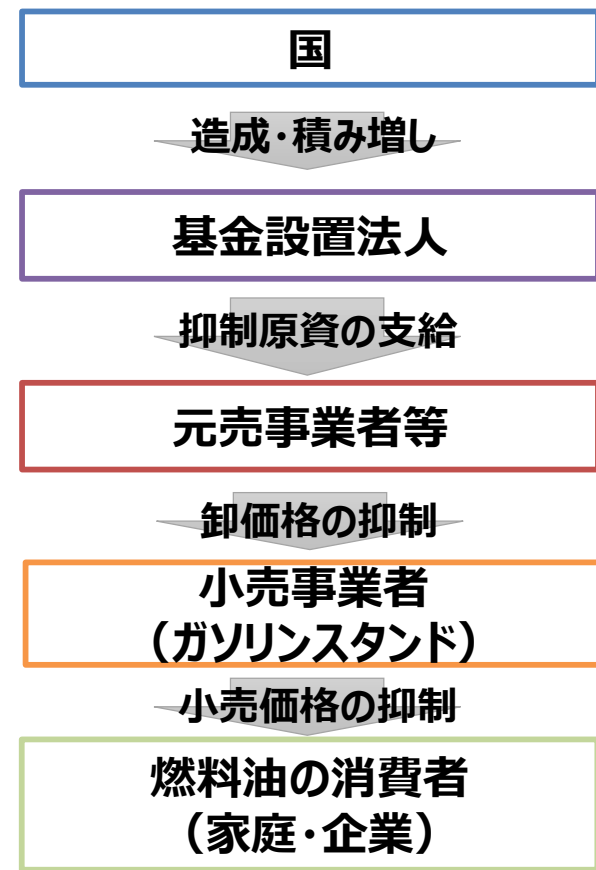 国
造成・積み増し
基金設置法人
抑制原資の支給
元売事業者等
卸価格の抑制
小売事業者
（ガソリンスタンド）
小売価格の抑制
燃料油の消費者
（家庭・企業）